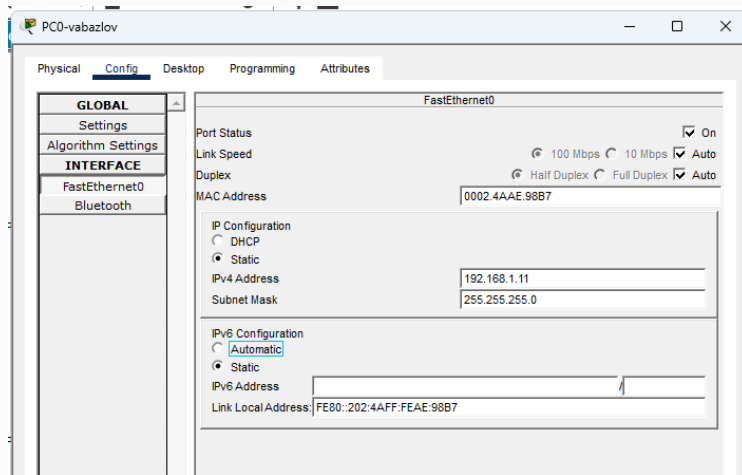 PC0-vabazlov
Physical Config Desktop Programming Attributes
GLOBAL
Settings
Algorithm Settings
INTERFACE
FastEthernet0
Bluetooth
FastEthernet0
Port Status On
Link Speed 100 Mbps 10 Mbps Auto
Duplex Half Duplex Full Duplex Auto
MAC Address 0002.4AAE.98B7
IP Configuration
DHCP
Static
IPv4 Address 192.168.1.11
Subnet Mask 255.255.255.0
IPv6 Configuration
Automatic
Static
IPv6 Address /
Link Local Address: FE80::202:4AFF:FEAE:98B7